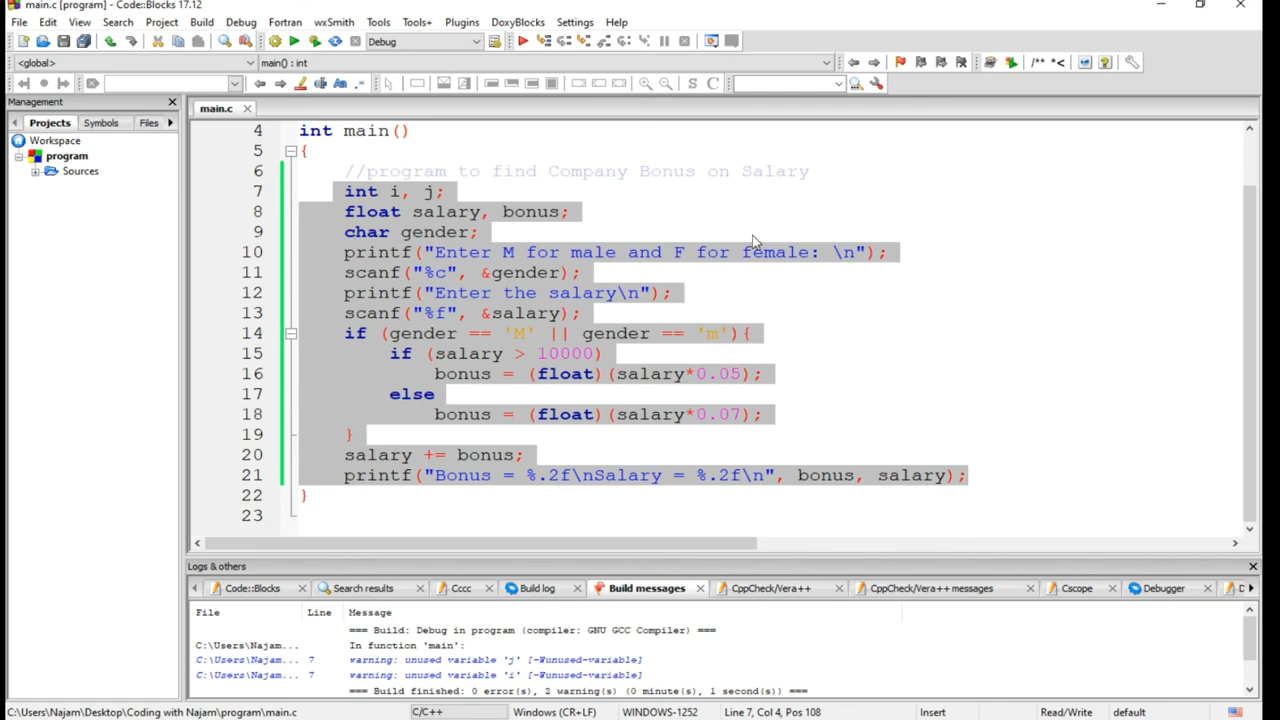 main.c [program] - Code::Blocks 17.12
File Edit View Search Project Build Debug Fortran wxSmith Tools Tools+ Plugins DoxyBlocks Settings Help
Debug
<global> main() : int
/** *<
Aa .* S C
Management
Projects Symbols Files
Workspace
program
Sources
main.c
4 int main()
5 {
6 //program to find Company Bonus on Salary
7 int i, j;
8 float salary, bonus;
9 char gender;
10 printf("Enter M for male and F for female: \n");
11 scanf("%c", &gender);
12 printf("Enter the salary\n");
13 scanf("%f", &salary);
14 if (gender == 'M' || gender == 'm'){
15 if (salary > 10000)
16 bonus = (float)(salary*0.05);
17 else
18 bonus = (float)(salary*0.07);
19 }
20 salary += bonus;
21 printf("Bonus = %.2f\nSalary = %.2f\n", bonus, salary);
22 }
23
Logs & others
Code::Blocks Search results Cccc Build log Build messages CppCheck/Vera++ CppCheck/Vera++ messages Cscope Debugger D
File Line Message
=== Build: Debug in program (compiler: GNU GCC Compiler) ===
C:\Users\Najam... In function 'main':
C:\Users\Najam... 7 warning: unused variable 'j' [-Wunused-variable]
C:\Users\Najam... 7 warning: unused variable 'i' [-Wunused-variable]
=== Build finished: 0 error(s), 2 warning(s) (0 minute(s), 1 second(s)) ===
C:\Users\Najam\Desktop\Coding with Najam\program\main.c C/C++ Windows (CR+LF) WINDOWS-1252 Line 7, Col 4, Pos 108 Insert Read/Write default